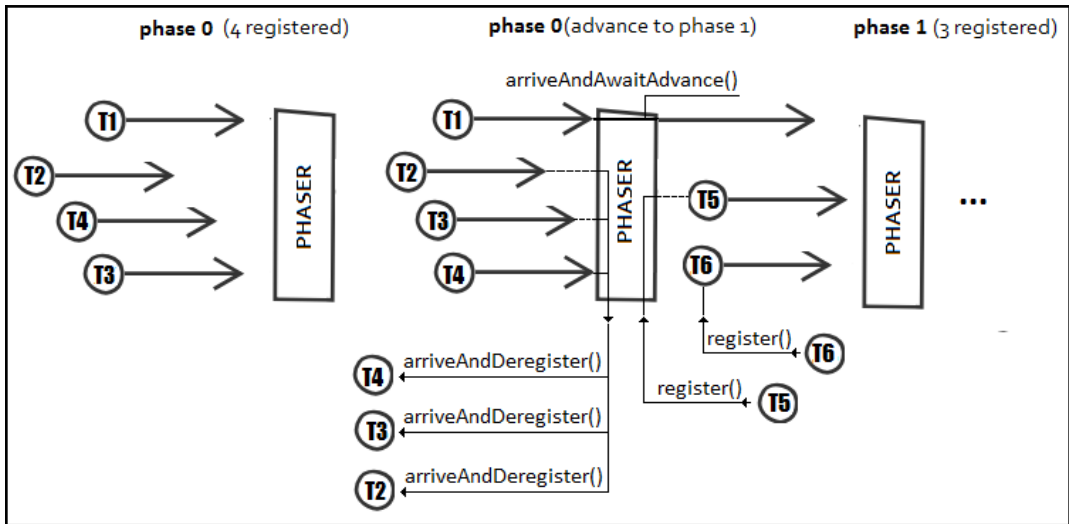 phase 0 (4 registered)
phase 0(advance to phase 1)
phase 1 (3 registered)
arriveAndAwaitAdvance()
T1
T2
T4
T3
PHASER
T1
T2
T3
T4
PHASER
T5
T6
PHASER
...
register()
T6
register()
T5
arriveAndDeregister()
T4
arriveAndDeregister()
T3
arriveAndDeregister()
T2